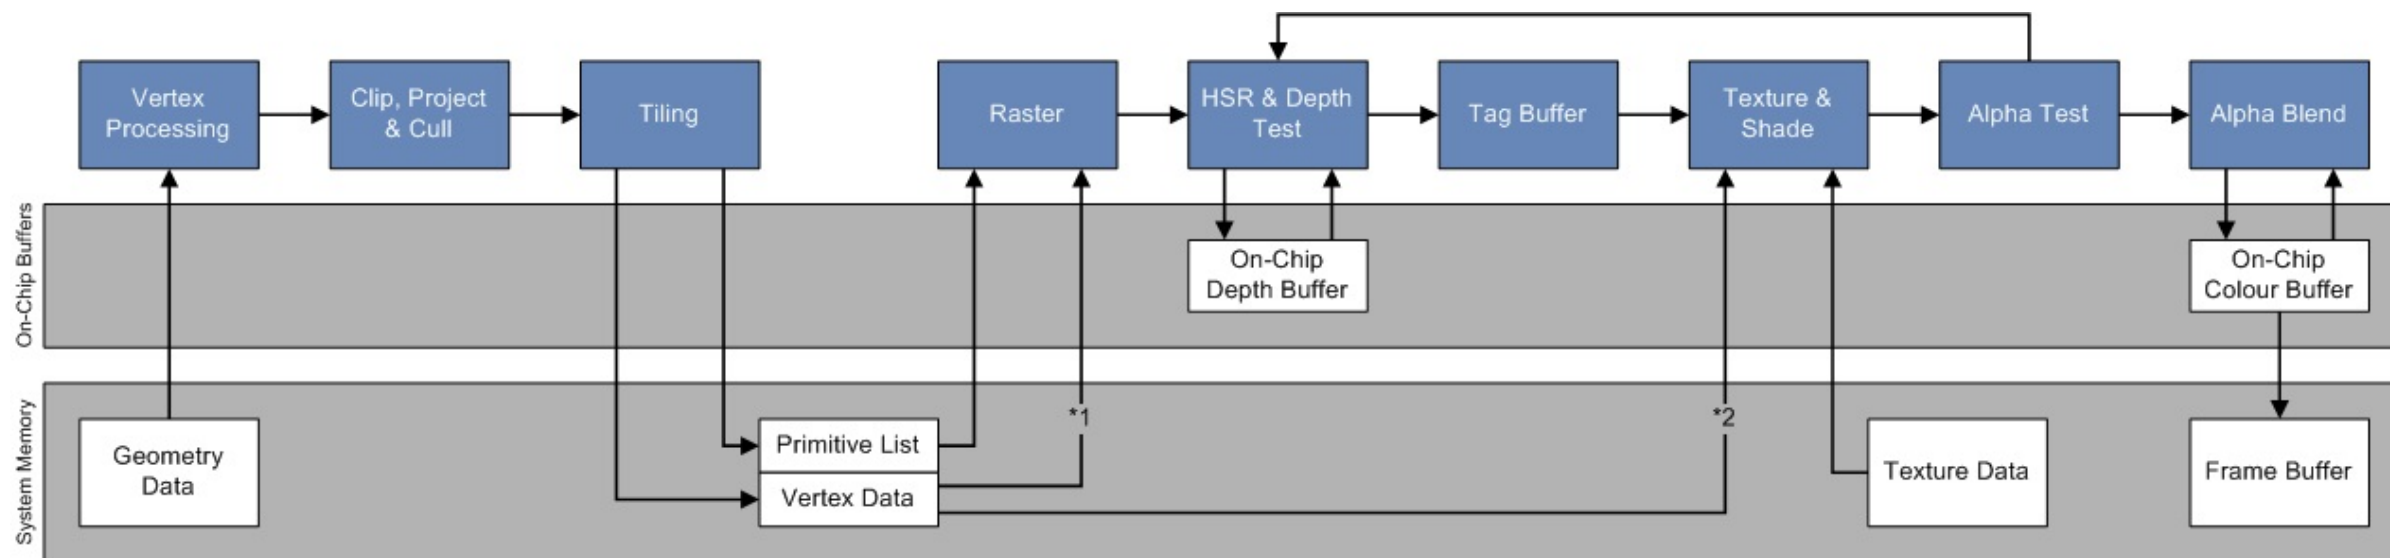 Vertex
Processing
Clip, Project
& Cull
Tiling
Raster
HSR & Depth
Test
Tag Buffer
Texture &
Shade
Alpha Test
Alpha Blend
On-Chip Buffers
On-Chip
Depth Buffer
On-Chip
Colour Buffer
System Memory
Geometry
Data
Primitive List
Vertex Data
*1
*2
Texture Data
Frame Buffer